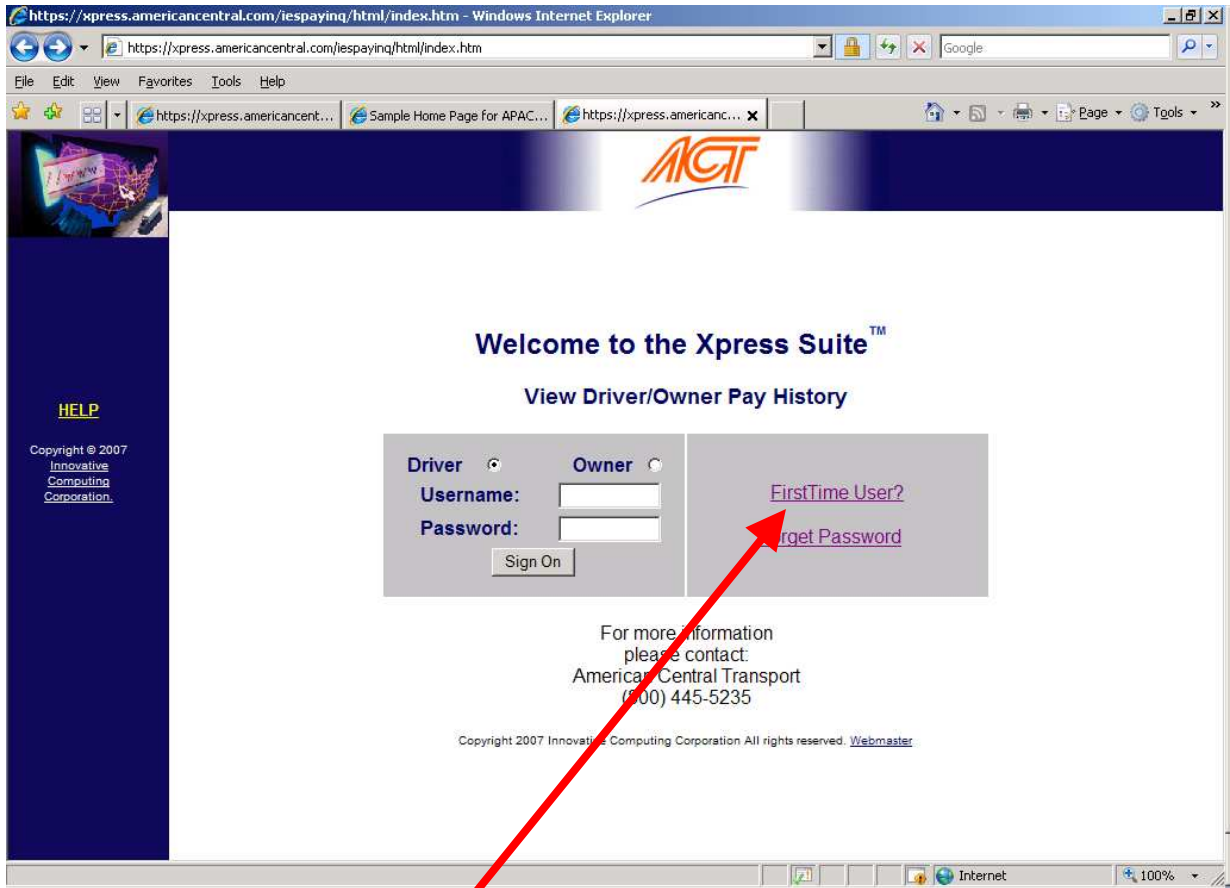 https://xpress.americancentral.com/iespayinq/html/index.htm - Windows Internet Explorer
https://xpress.americancentral.com/iespayinq/html/index.htm
Google
File Edit View Favorites Tools Help
https://xpress.americancent... Sample Home Page for APAC... https://xpress.americanc... Page Tools
ACT
Welcome to the Xpress Suite™
View Driver/Owner Pay History
HELP
Copyright © 2007
Innovative
Computing
Corporation.
Driver Owner
Username:
Password:
Sign On
FirstTime User?
Forget Password
For more information
please contact:
American Central Transport
(800) 445-5235
Copyright 2007 Innovative Computing Corporation All rights reserved. Webmaster
Internet 100%